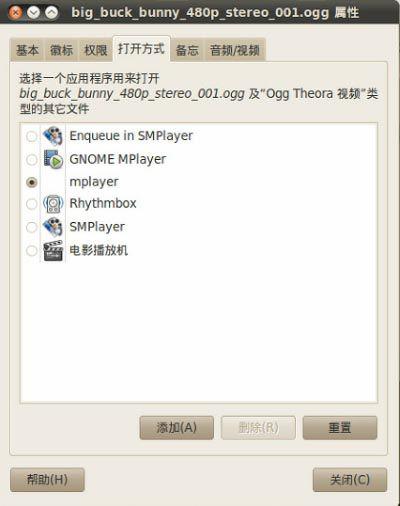 big_buck_bunny_480p_stereo_001.ogg 属性
基本 徽标 权限 打开方式 备忘 音频/视频
选择一个应用程序用来打开
big_buck_bunny_480p_stereo_001.ogg 及“Ogg Theora 视频”类
型的其它文件
Enqueue in SMPlayer
GNOME MPlayer
mplayer
Rhythmbox
SMPlayer
电影播放机
添加(A) 删除(R) 重置
帮助(H) 关闭(C)